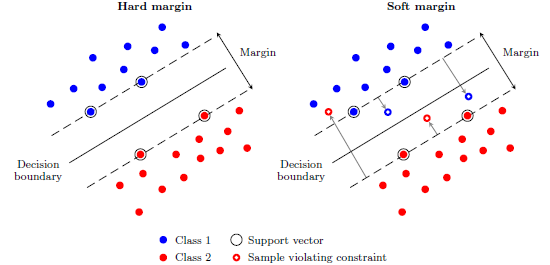 Hard margin
Soft margin
Margin
Margin
Decision
boundary
Decision
boundary
Class 1
Support vector
Class 2
Sample violating constraint